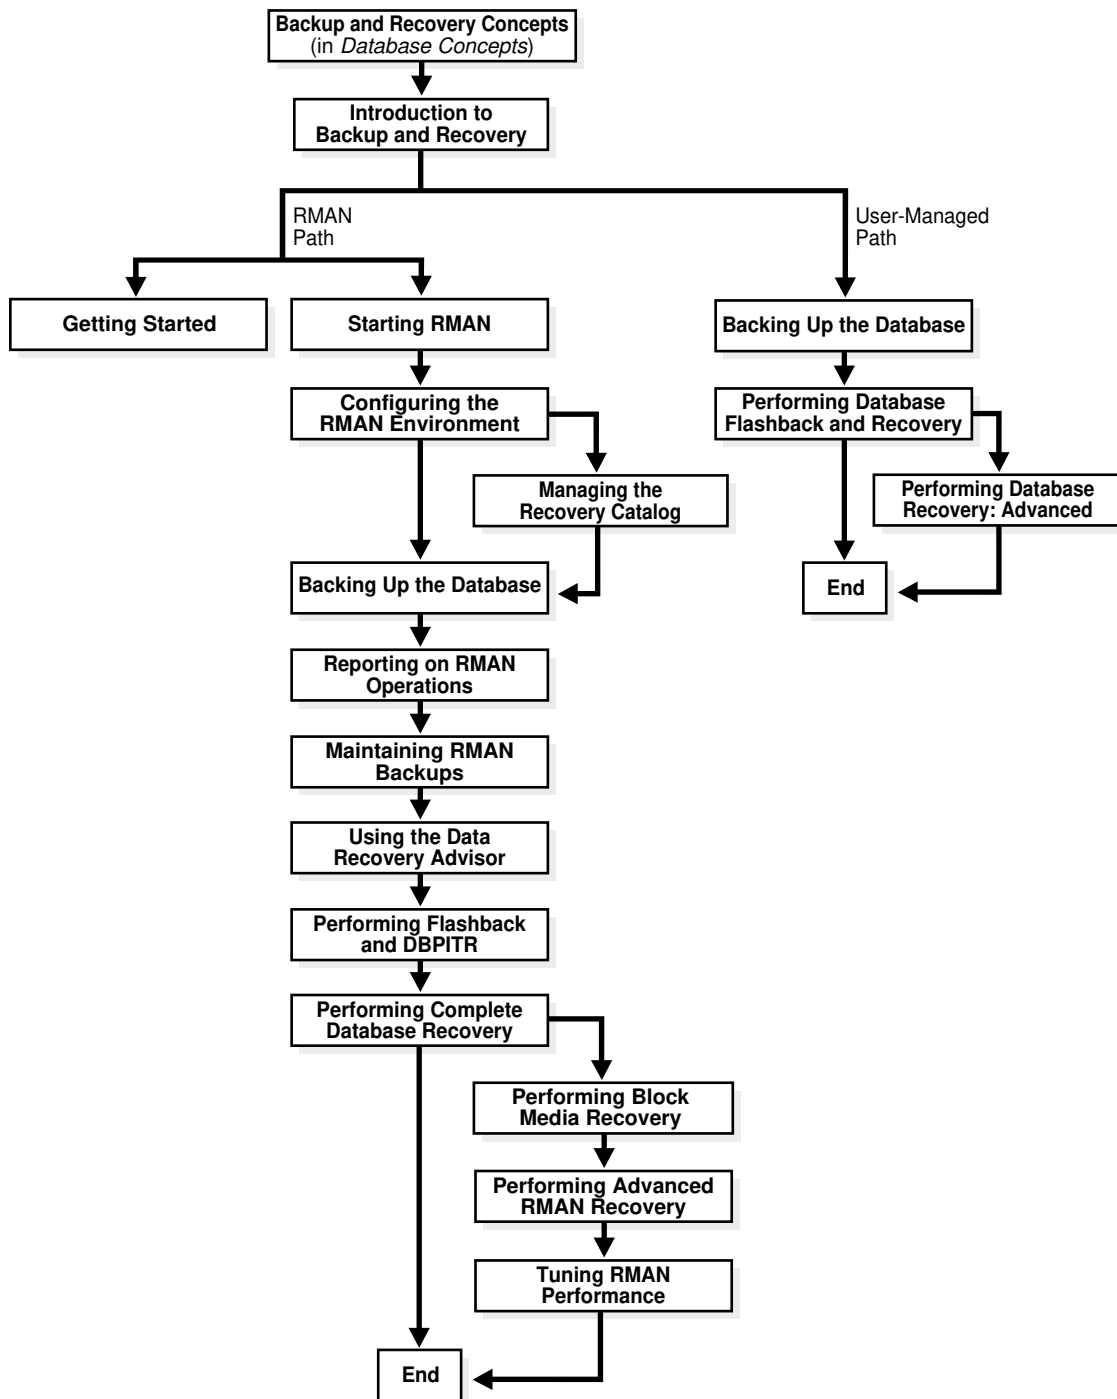 Backup and Recovery Concepts
(in Database Concepts)
Introduction to
Backup and Recovery
RMAN
Path
User-Managed
Path
Getting Started
Starting RMAN
Backing Up the Database
Configuring the
RMAN Environment
Performing Database
Flashback and Recovery
Managing the
Recovery Catalog
Performing Database
Recovery: Advanced
Backing Up the Database
End
Reporting on RMAN
Operations
Maintaining RMAN
Backups
Using the Data
Recovery Advisor
Performing Flashback
and DBPITR
Performing Complete
Database Recovery
Performing Block
Media Recovery
Performing Advanced
RMAN Recovery
Tuning RMAN
Performance
End